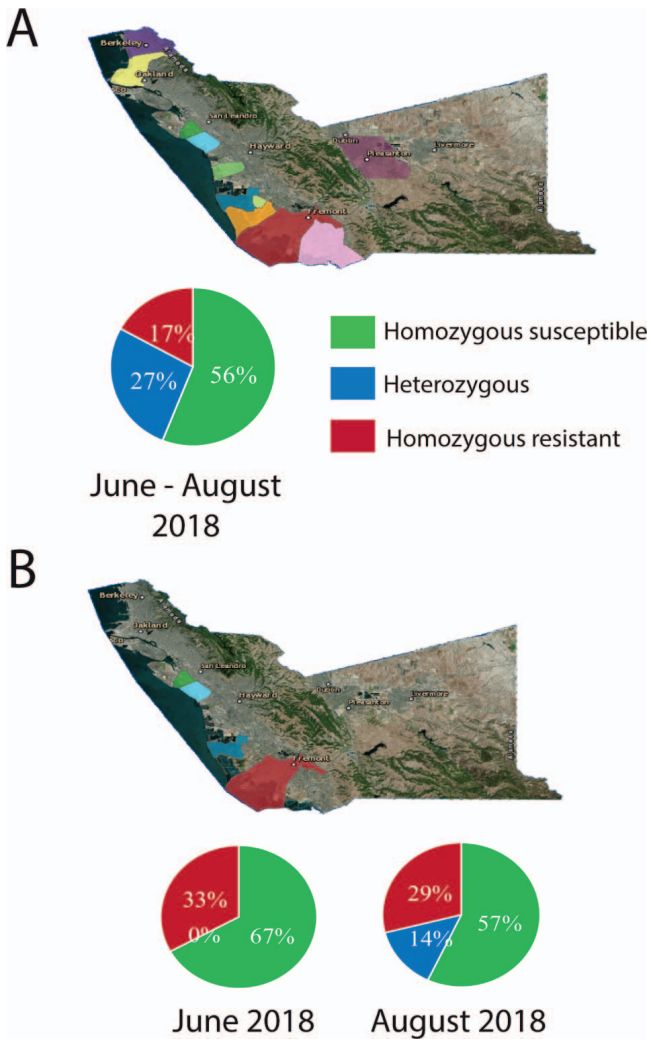 A
Berkeley
Oakland
San Leandro
Hayward
Dublin
Pleasanton
Livermore
Fremont
17%
27%
56%
Homozygous susceptible
Heterozygous
Homozygous resistant
June - August
2018
B
Berkeley
Oakland
San Leandro
Hayward
Dublin
Pleasanton
Livermore
Fremont
33%
0%
67%
29%
14%
57%
June 2018
August 2018